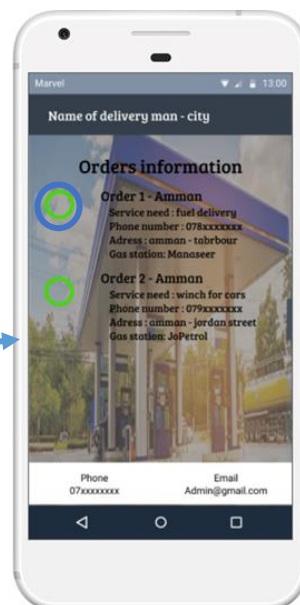 Marvel 13:00
Name of delivery man - city
Orders information
Order 1 - Amman
Service need : fuel delivery
Phone number : 078xxxxxxx
Adress : amman - tabrbour
Gas station: Manaseer
Order 2 - Amman
Service need : winch for cars
Phone number : 079xxxxxxx
Adress : amman - jordan street
Gas station: JoPetrol
Phone Email
07xxxxxxxx Admin@gmail.com